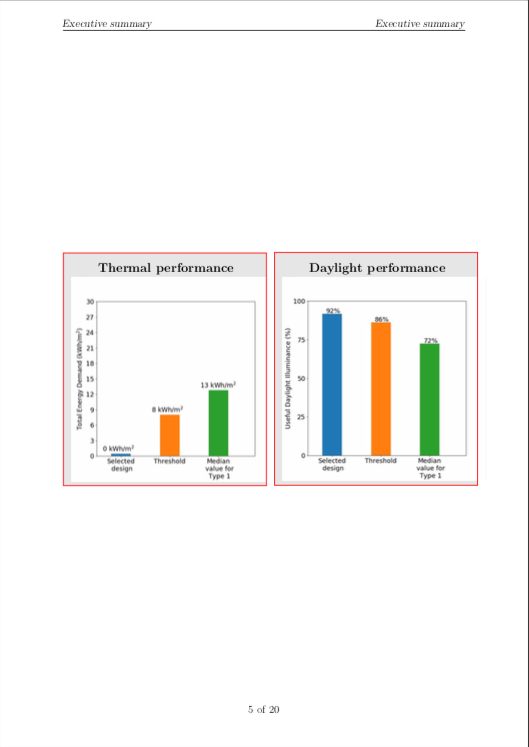 Executive summary Executive summary
Thermal performance
Total Energy Demand (kWh/m²)
30
27
24
21
18
15
12
9
6
3
0
0 kWh/m²
8 kWh/m²
13 kWh/m²
Selected design
Threshold
Median value for Type 1
Daylight performance
Useful Daylight Illuminance (%)
100
75
50
25
0
92%
86%
72%
Selected design
Threshold
Median value for Type 1
5 of 20